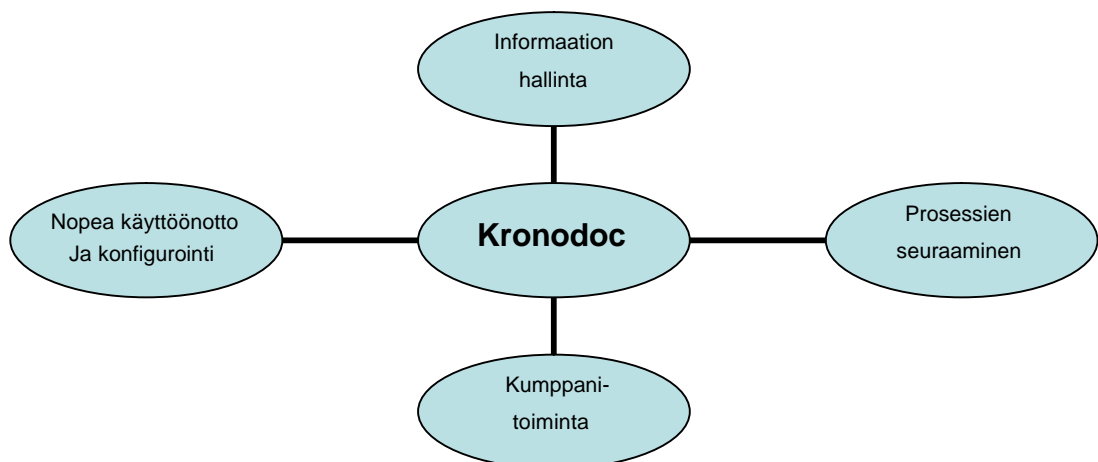 Informaation
hallinta
Nopea käyttöönotto
Ja konfigurointi
Kronodoc
Prosessien
seuraaminen
Kumppani-
toiminta